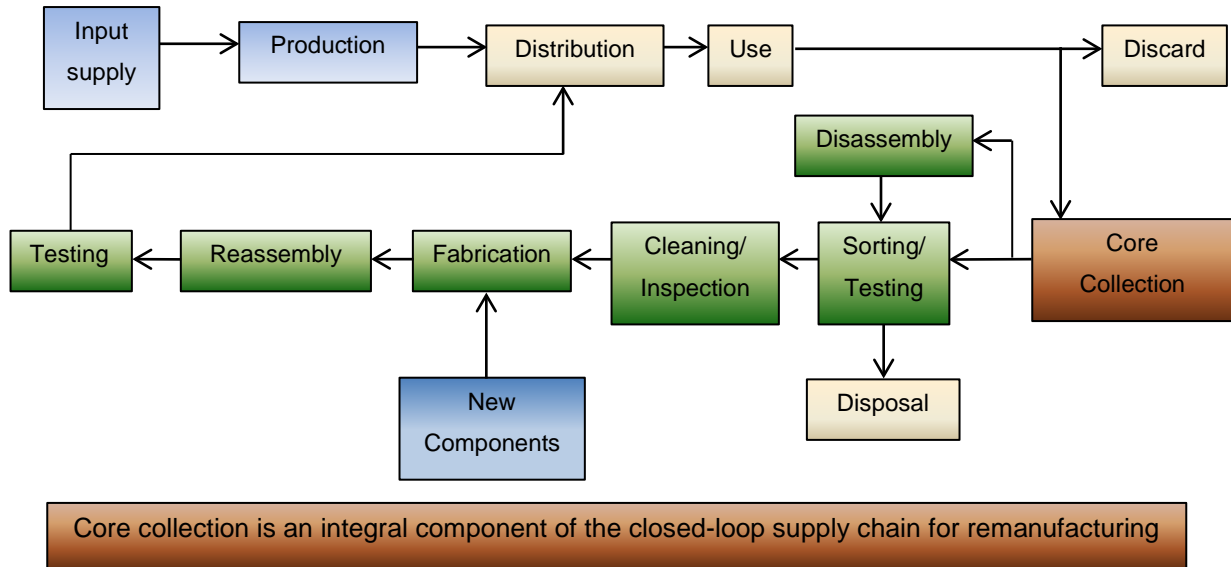 Input
supply
Production
Distribution
Use
Discard
Disassembly
Testing
Reassembly
Fabrication
Cleaning/
Inspection
Sorting/
Testing
Core
Collection
New
Components
Disposal
Core collection is an integral component of the closed-loop supply chain for remanufacturing